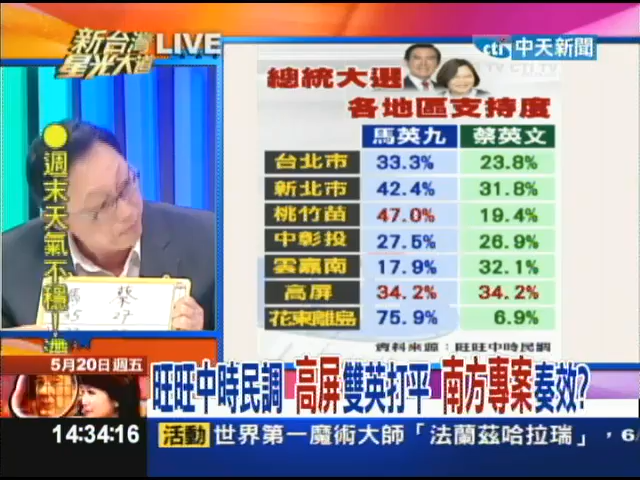 新台灣
星光大道
LIVE
cti 中天新聞
總統大選
各地區支持度
馬英九 蔡英文
台北市 33.3% 23.8%
新北市 42.4% 31.8%
桃竹苗 47.0% 19.4%
中彰投 27.5% 26.9%
雲嘉南 17.9% 32.1%
高屏 34.2% 34.2%
花東離島 75.9% 6.9%
資料來源:旺旺中時民調
週末天氣不穩!
馬 蔡
27
5月20日週五
旺旺中時民調 高屏雙英打平 南方專案奏效?
14:34:16
活動 世界第一魔術大師「法蘭茲哈拉瑞」,6/